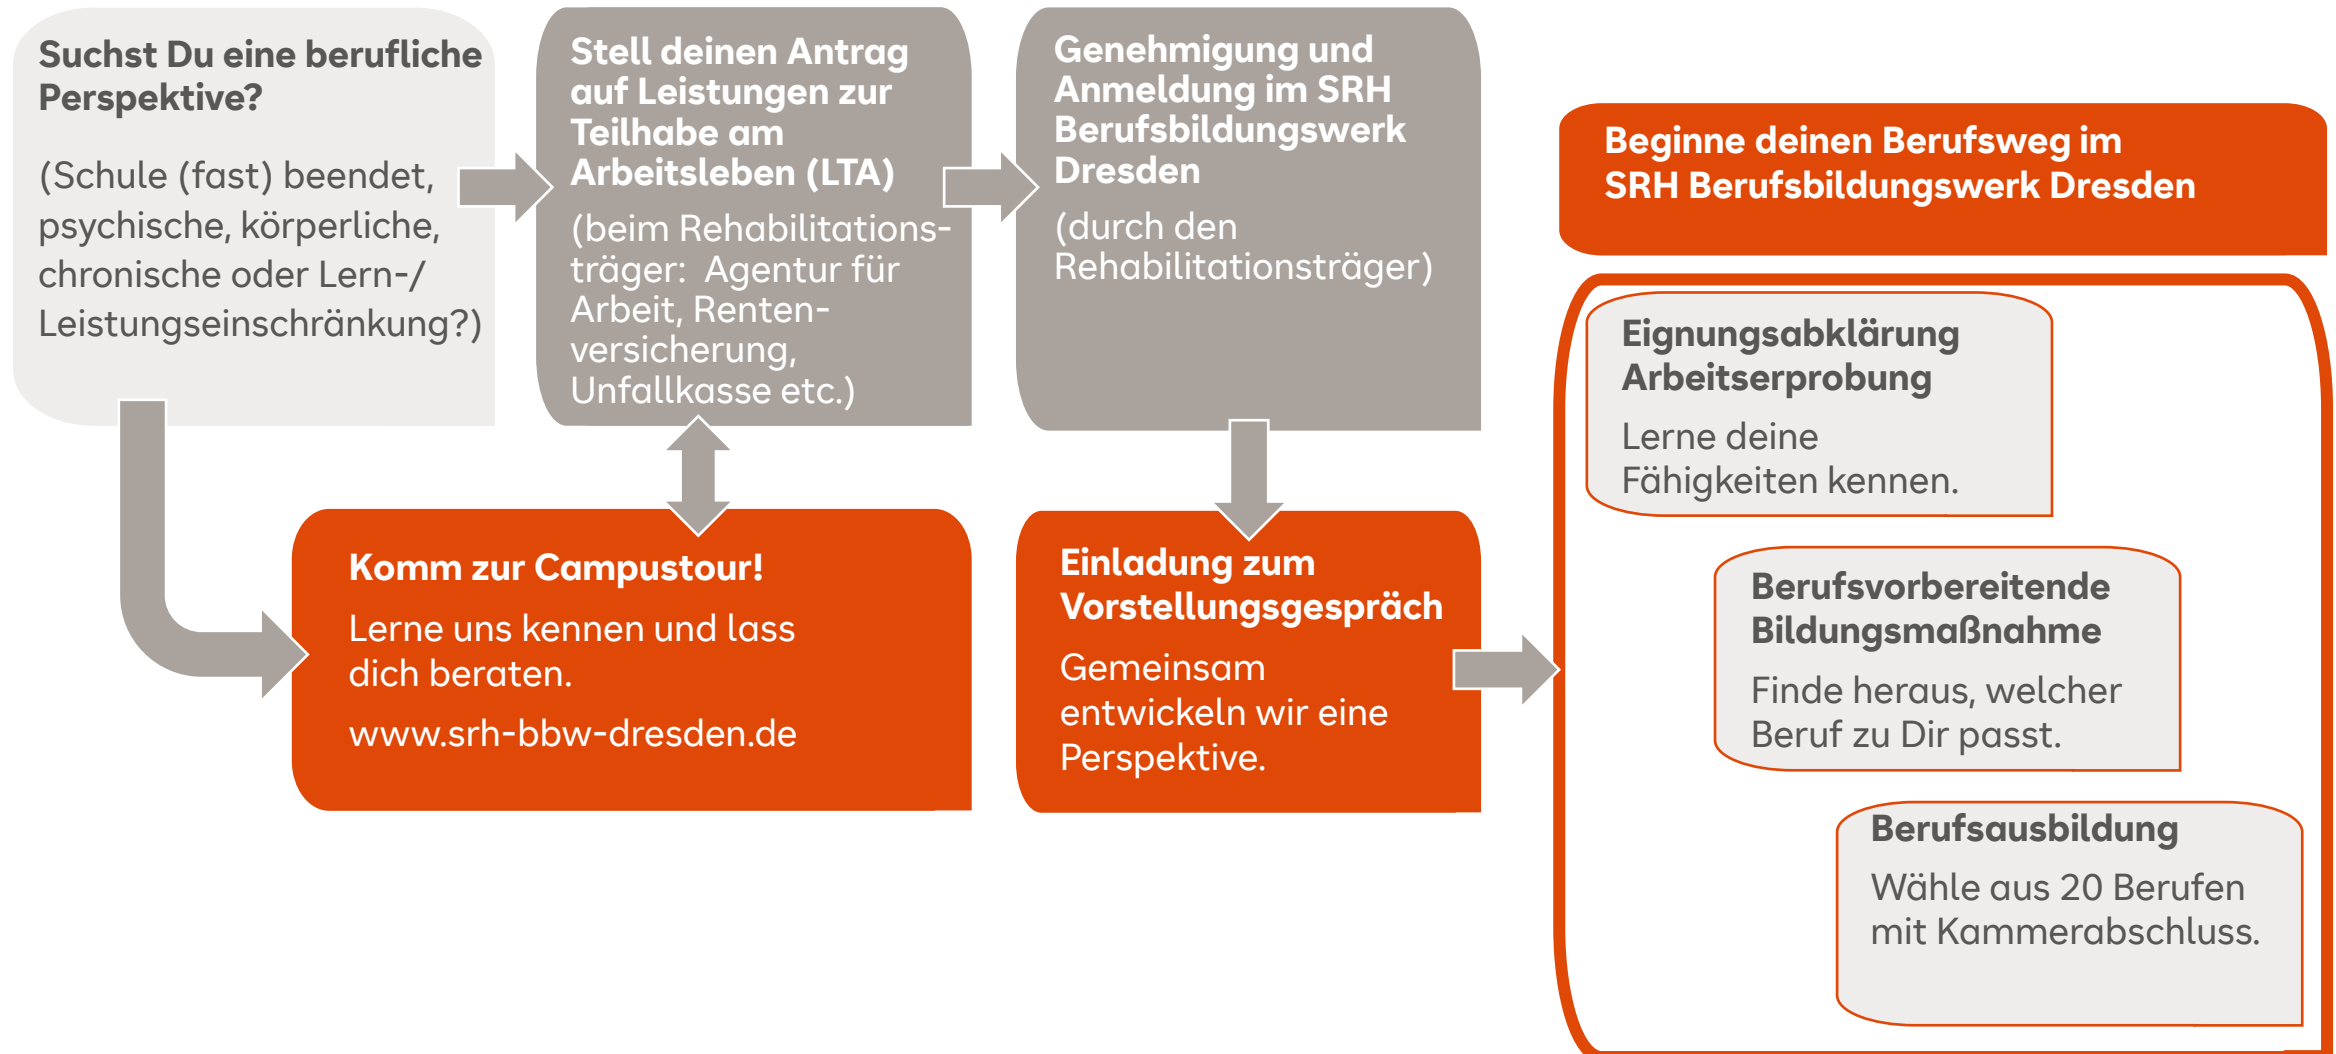 Suchst Du eine berufliche
Perspektive?
(Schule (fast) beendet,
psychische, körperliche,
chronische oder Lern-/
Leistungseinschränkung?)
Stell deinen Antrag
auf Leistungen zur
Teilhabe am
Arbeitsleben (LTA)
(beim Rehabilitations-
träger:  Agentur für
Arbeit, Renten-
versicherung,
Unfallkasse etc.)
Komm zur Campustour!
Lerne uns kennen und lass
dich beraten.
www.srh-bbw-dresden.de
Genehmigung und
Anmeldung im SRH
Berufsbildungswerk
Dresden
(durch den
Rehabilitationsträger)
Einladung zum
Vorstellungsgespräch
Gemeinsam
entwickeln wir eine
Perspektive.
Beginne deinen Berufsweg im
SRH Berufsbildungswerk Dresden
Eignungsabklärung
Arbeitserprobung
Lerne deine
Fähigkeiten kennen.
Berufsvorbereitende
Bildungsmaßnahme
Finde heraus, welcher
Beruf zu Dir passt.
Berufsausbildung
Wähle aus 20 Berufen
mit Kammerabschluss.